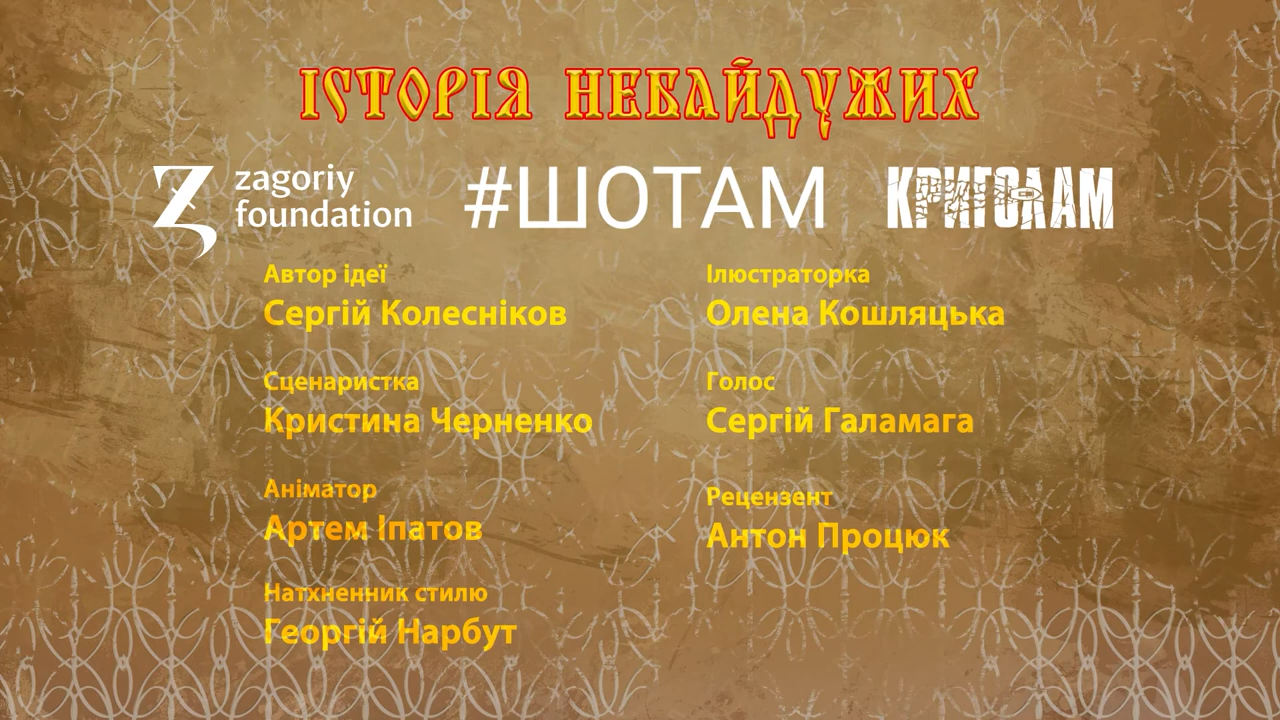 ІСТОРІЯ НЕБАЙДУЖИХ
zagoriy
foundation
#ШОТАМ
КРИГОЛАМ
Автор ідеї
Сергій Колесніков
Сценаристка
Кристина Черненко
Аніматор
Артем Іпатов
Натхненник стилю
Георгій Нарбут
Ілюстраторка
Олена Кошляцька
Голос
Сергій Галамага
Рецензент
Антон Процюк